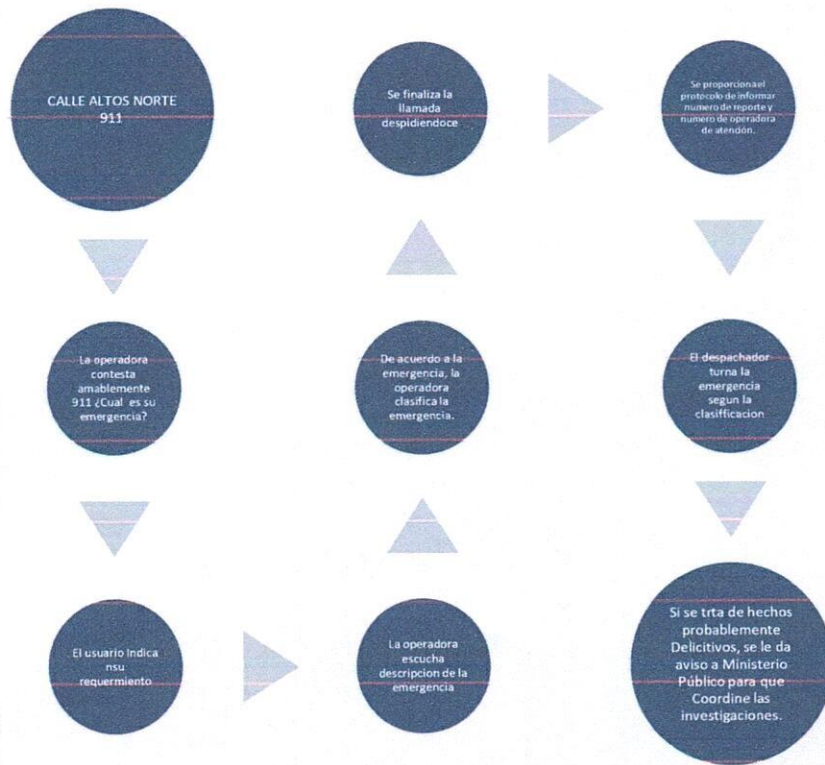 CALLE ALTOS NORTE
911
La operadora
contesta
amablemente
911 ¿Cual es su
emergencia?
El usuario Indica
nsu
requermiento
La operadora
escucha
descripcion de la
emergencia
De acuerdo a la
emergencia, la
operadora
clasifica la
emergencia.
Se finaliza la
llamada
despidiendoce
Se proporciona el
protocolo de informar
numero de reporte y
numero de operadora
de atención.
El despachador
turna la
emergencia
segun la
clasifficacion
Si se trta de hechos
probablemente
Delicitivos, se le da
aviso a Ministerio
Público para que
Coordine las
investigaciones.